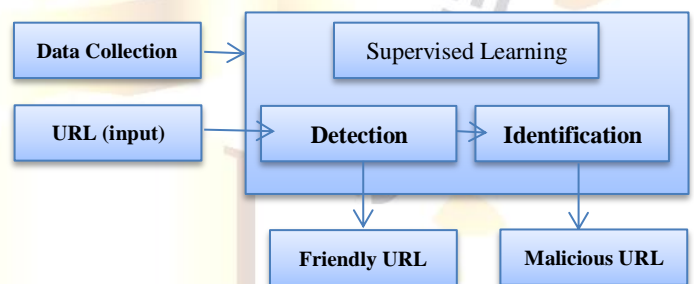 Data Collection
Supervised Learning
URL (input)
Detection
Identification
Friendly URL
Malicious URL